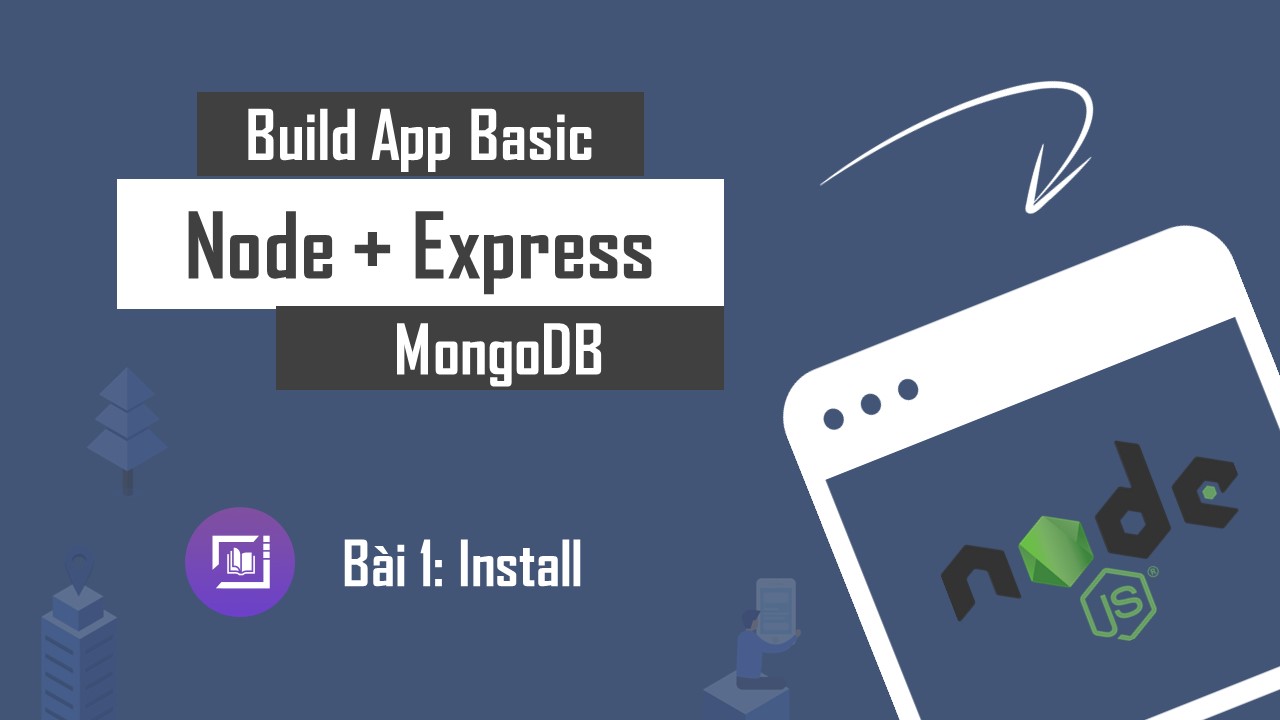 Build App Basic
Node + Express
MongoDB
Bài 1: Install
node
JS®